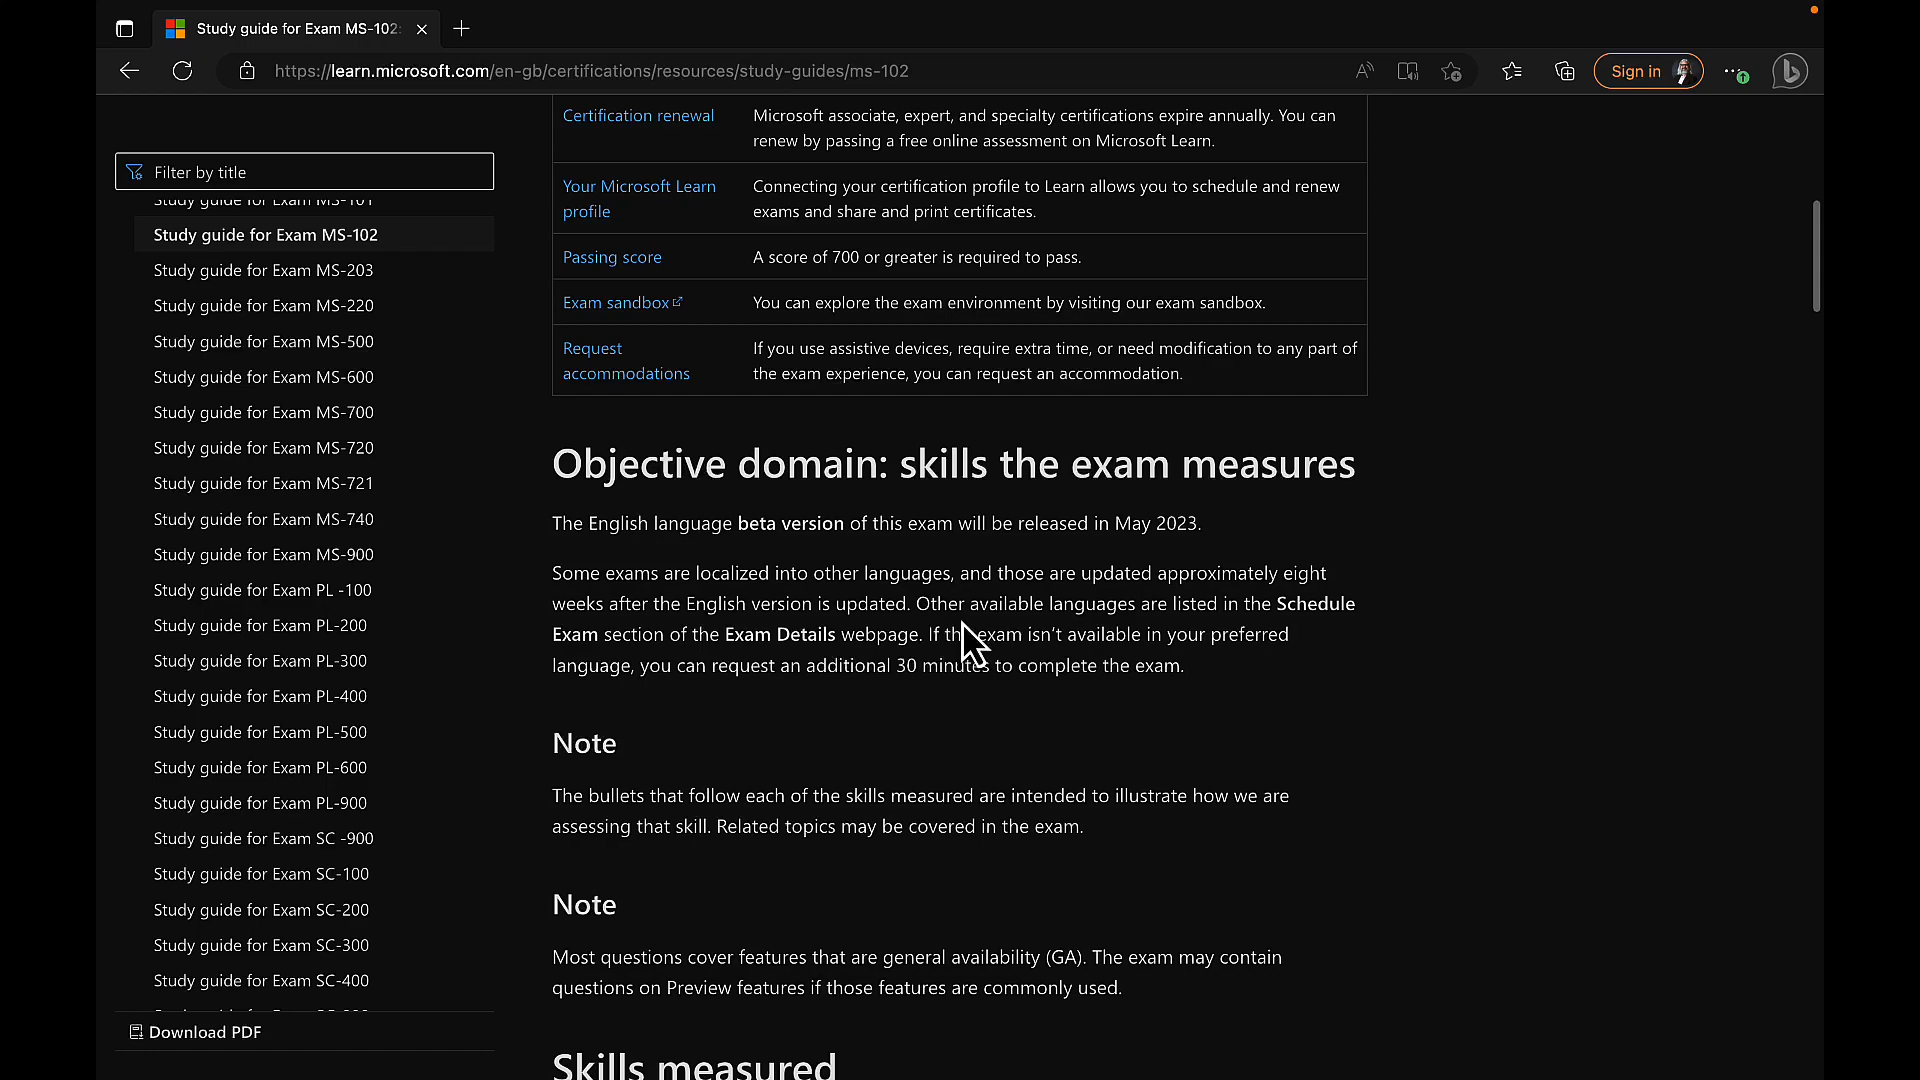 Study guide for Exam MS-102:
https://learn.microsoft.com/en-gb/certifications/resources/study-guides/ms-102
Sign in
Filter by title
Study guide for Exam MS-101
Study guide for Exam MS-102
Study guide for Exam MS-203
Study guide for Exam MS-220
Study guide for Exam MS-500
Study guide for Exam MS-600
Study guide for Exam MS-700
Study guide for Exam MS-720
Study guide for Exam MS-721
Study guide for Exam MS-740
Study guide for Exam MS-900
Study guide for Exam PL -100
Study guide for Exam PL-200
Study guide for Exam PL-300
Study guide for Exam PL-400
Study guide for Exam PL-500
Study guide for Exam PL-600
Study guide for Exam PL-900
Study guide for Exam SC -900
Study guide for Exam SC-100
Study guide for Exam SC-200
Study guide for Exam SC-300
Study guide for Exam SC-400
Download PDF
Certification renewal
Microsoft associate, expert, and specialty certifications expire annually. You can
renew by passing a free online assessment on Microsoft Learn.
Your Microsoft Learn
profile
Connecting your certification profile to Learn allows you to schedule and renew
exams and share and print certificates.
Passing score
A score of 700 or greater is required to pass.
Exam sandbox
You can explore the exam environment by visiting our exam sandbox.
Request
accommodations
If you use assistive devices, require extra time, or need modification to any part of
the exam experience, you can request an accommodation.
Objective domain: skills the exam measures
The English language beta version of this exam will be released in May 2023.
Some exams are localized into other languages, and those are updated approximately eight
weeks after the English version is updated. Other available languages are listed in the Schedule
Exam section of the Exam Details webpage. If the exam isn't available in your preferred
language, you can request an additional 30 minutes to complete the exam.
Note
The bullets that follow each of the skills measured are intended to illustrate how we are
assessing that skill. Related topics may be covered in the exam.
Note
Most questions cover features that are general availability (GA). The exam may contain
questions on Preview features if those features are commonly used.
Skills measured